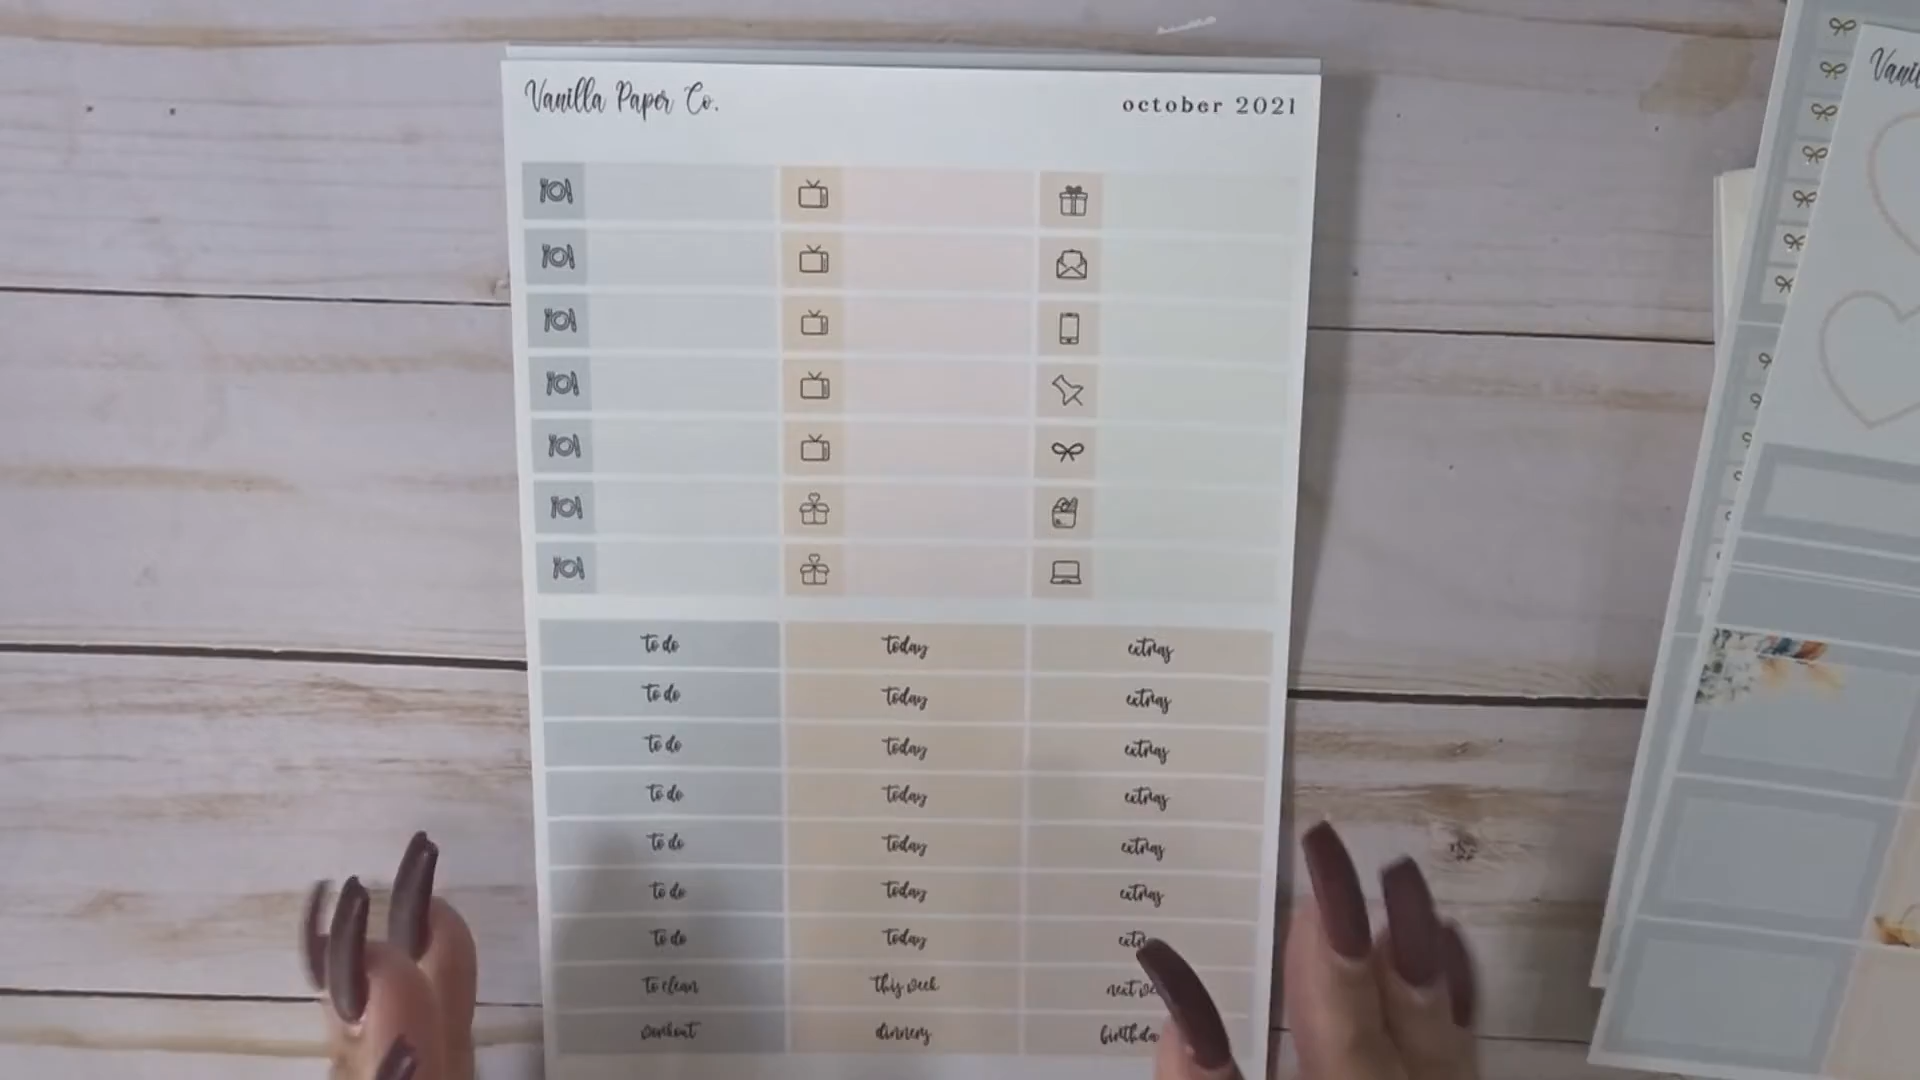 Vanilla Paper Co. october 2021
to do today extras
to do today extras
to do today extras
to do today extras
to do today extras
to do today extras
to do today
to clean this week next
workout dinners